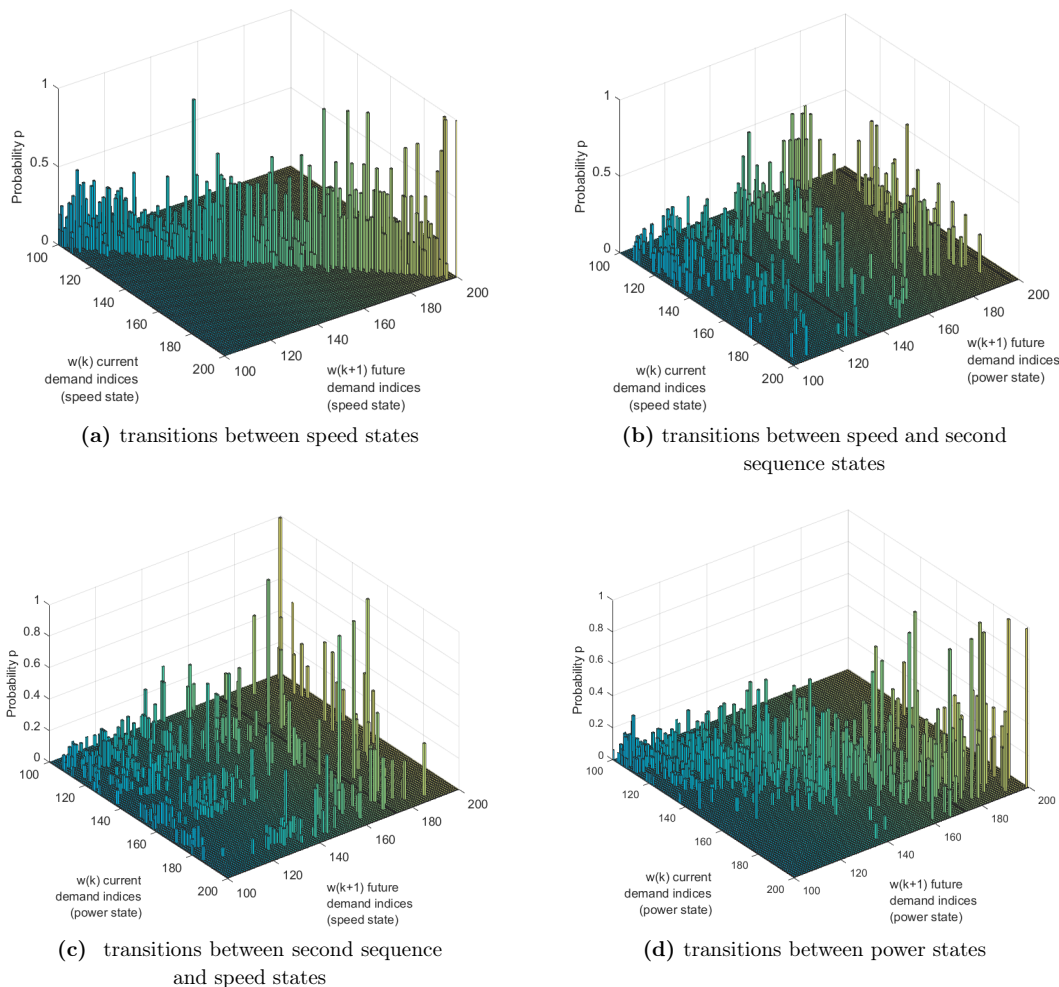 1
0.5
0
Probability p
100
120
140
160
180
200
100
120
140
160
180
200
w(k) current
demand indices
(speed state)
w(k+1) future
demand indices
(speed state)
(a) transitions between speed states
1
0.5
0
Probability p
100
120
140
160
180
200
100
120
140
160
180
200
w(k) current
demand indices
(speed state)
w(k+1) future
demand indices
(power state)
(b) transitions between speed and second
sequence states
1
0.8
0.6
0.4
0.2
0
Probability p
100
120
140
160
180
200
100
120
140
160
180
200
w(k) current
demand indices
(power state)
w(k+1) future
demand indices
(speed state)
(c) transitions between second sequence
and speed states
1
0.8
0.6
0.4
0.2
0
Probability p
100
120
140
160
180
200
100
120
140
160
180
200
w(k) current
demand indices
(power state)
w(k+1) future
demand indices
(power state)
(d) transitions between power states